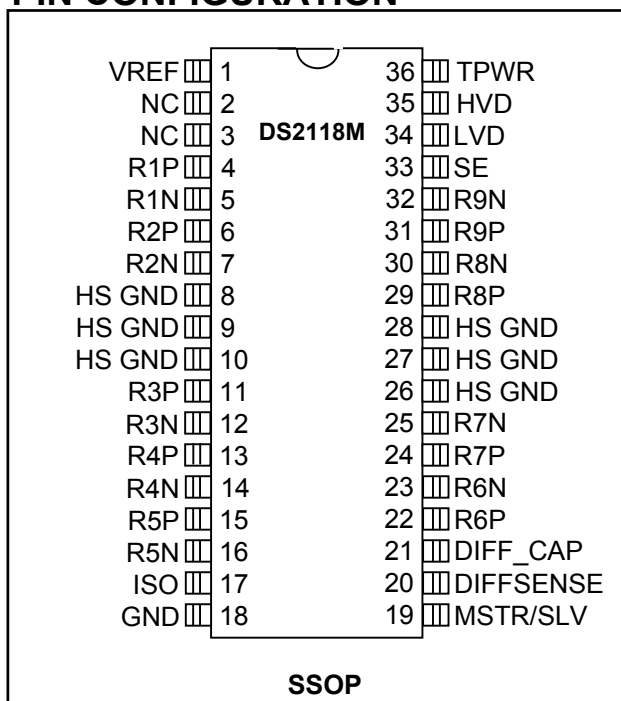 VREF 1 36 TPWR
NC 2 35 HVD
NC 3 DS2118M 34 LVD
R1P 4 33 SE
R1N 5 32 R9N
R2P 6 31 R9P
R2N 7 30 R8N
HS GND 8 29 R8P
HS GND 9 28 HS GND
HS GND 10 27 HS GND
R3P 11 26 HS GND
R3N 12 25 R7N
R4P 13 24 R7P
R4N 14 23 R6N
R5P 15 22 R6P
R5N 16 21 DIFF_CAP
ISO 17 20 DIFFSENSE
GND 18 19 MSTR/SLV
SSOP